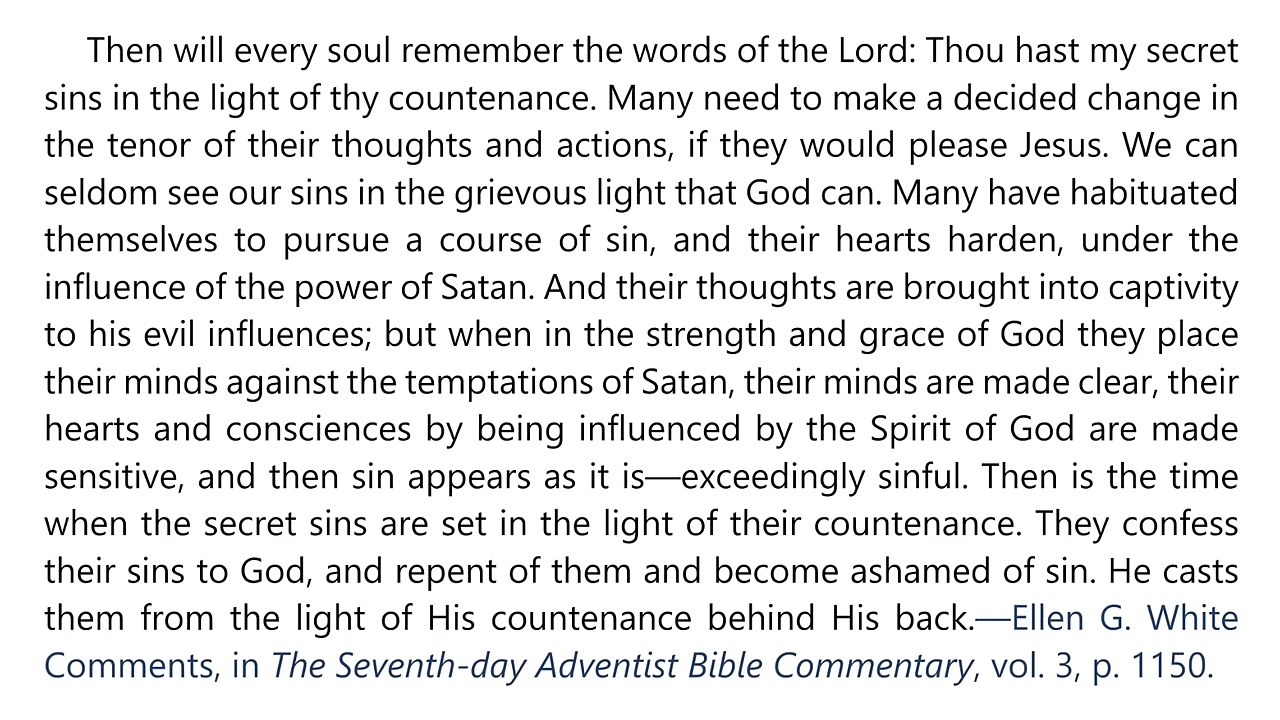 Then will every soul remember the words of the Lord: Thou hast my secret
sins in the light of thy countenance. Many need to make a decided change in
the tenor of their thoughts and actions, if they would please Jesus. We can
seldom see our sins in the grievous light that God can. Many have habituated
themselves to pursue a course of sin, and their hearts harden, under the
influence of the power of Satan. And their thoughts are brought into captivity
to his evil influences; but when in the strength and grace of God they place
their minds against the temptations of Satan, their minds are made clear, their
hearts and consciences by being influenced by the Spirit of God are made
sensitive, and then sin appears as it is—exceedingly sinful. Then is the time
when the secret sins are set in the light of their countenance. They confess
their sins to God, and repent of them and become ashamed of sin. He casts
them from the light of His countenance behind His back.—Ellen G. White
Comments, in The Seventh-day Adventist Bible Commentary, vol. 3, p. 1150.